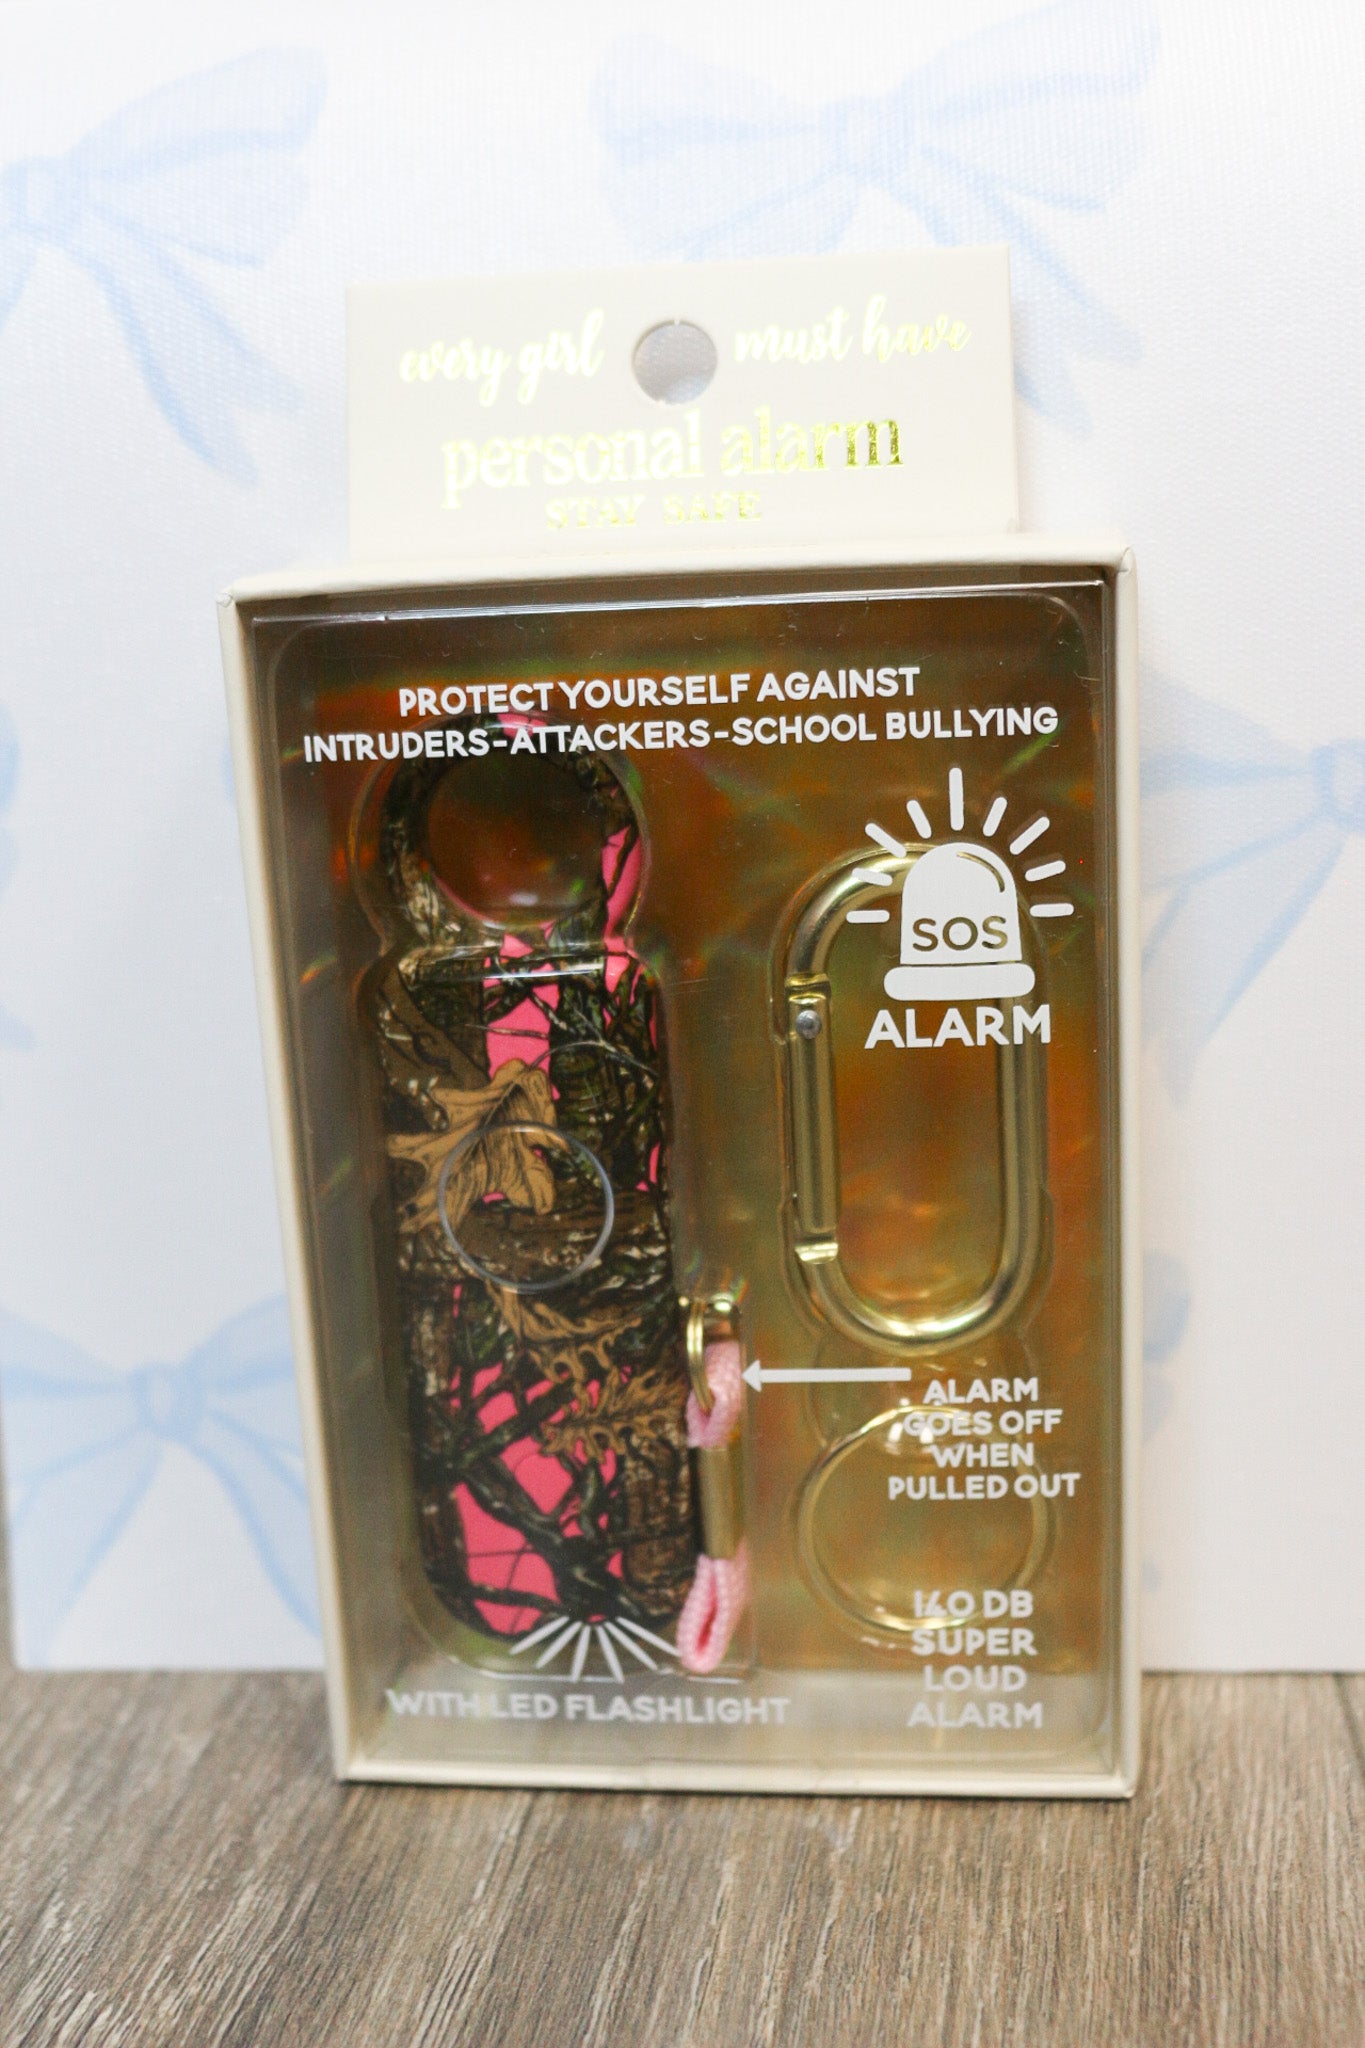 every girl must have
personal alarm
STAY SAFE
PROTECT YOURSELF AGAINST
INTRUDERS-ATTACKERS-SCHOOL BULLYING
SOS
ALARM
ALARM
GOES OFF
WHEN
PULLED OUT
140 DB
SUPER
LOUD
ALARM
WITH LED FLASHLIGHT